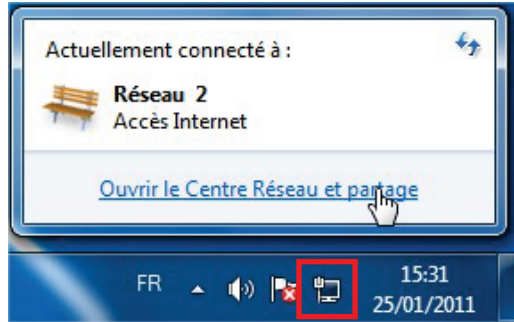 Actuellement connecté à :
Réseau 2
Accès Internet
Ouvrir le Centre Réseau et partage
FR
15:31
25/01/2011